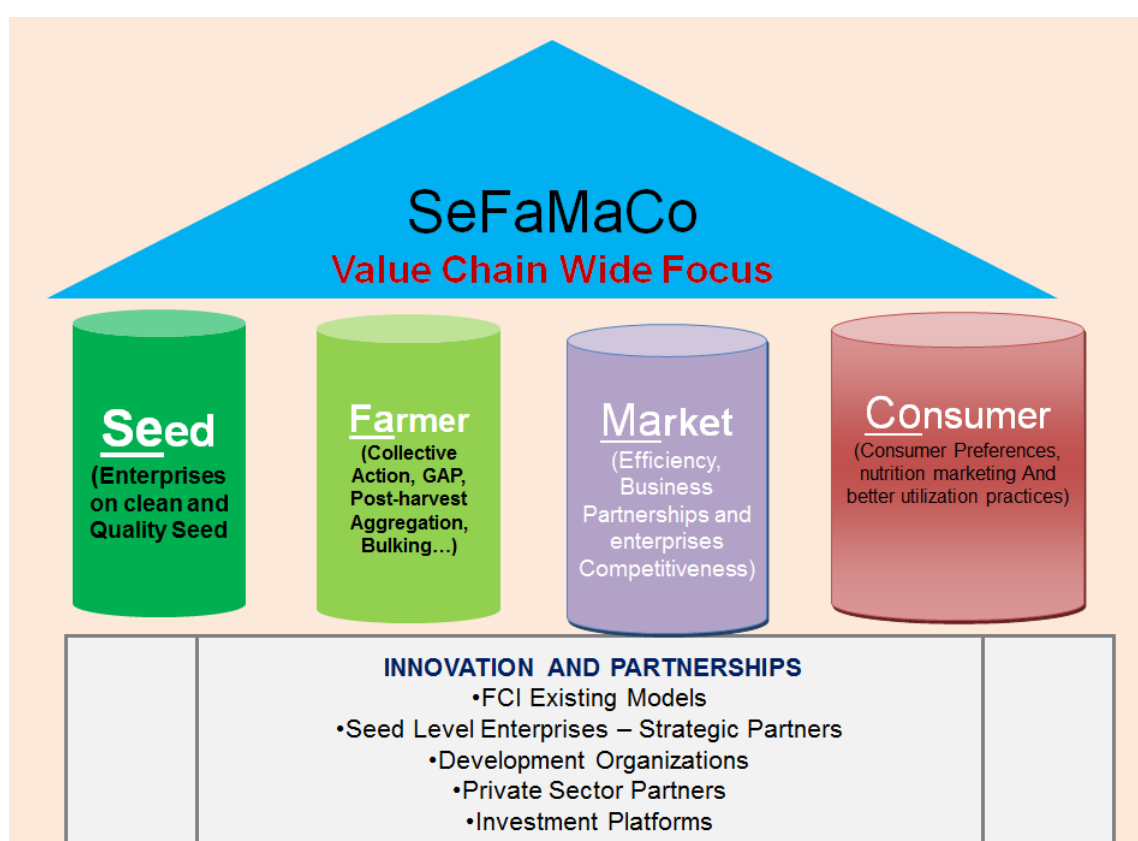 SeFaMaCo
Value Chain Wide Focus
Seed
(Enterprises
on clean and
Quality Seed
Farmer
(Collective
Action, GAP,
Post-harvest
Aggregation,
Bulking…)
Market
(Efficiency,
Business
Partnerships and
enterprises
Competitiveness)
Consumer
(Consumer Preferences,
nutrition marketing And
better utilization practices)
INNOVATION AND PARTNERSHIPS
•FCI Existing Models
•Seed Level Enterprises – Strategic Partners
•Development Organizations
•Private Sector Partners
•Investment Platforms